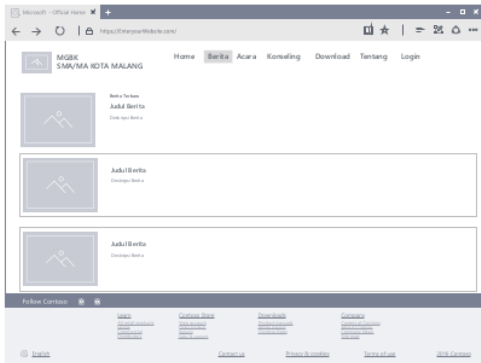 Microsoft - Official Home
https://EnteryourWebsite.com/
MGBK
SMA/MA KOTA MALANG
Home Berita Acara Konseling Download Tentang Login
Berita Terbaru
Judul Berita
Deskripsi Berita
Judul Berita
Deskripsi Berita
Judul Berita
Deskripsi Berita
Follow Contoso
Learn Contoso Store Downloads Company
English Contact us Privacy & cookies Terms of use 2016 Contoso